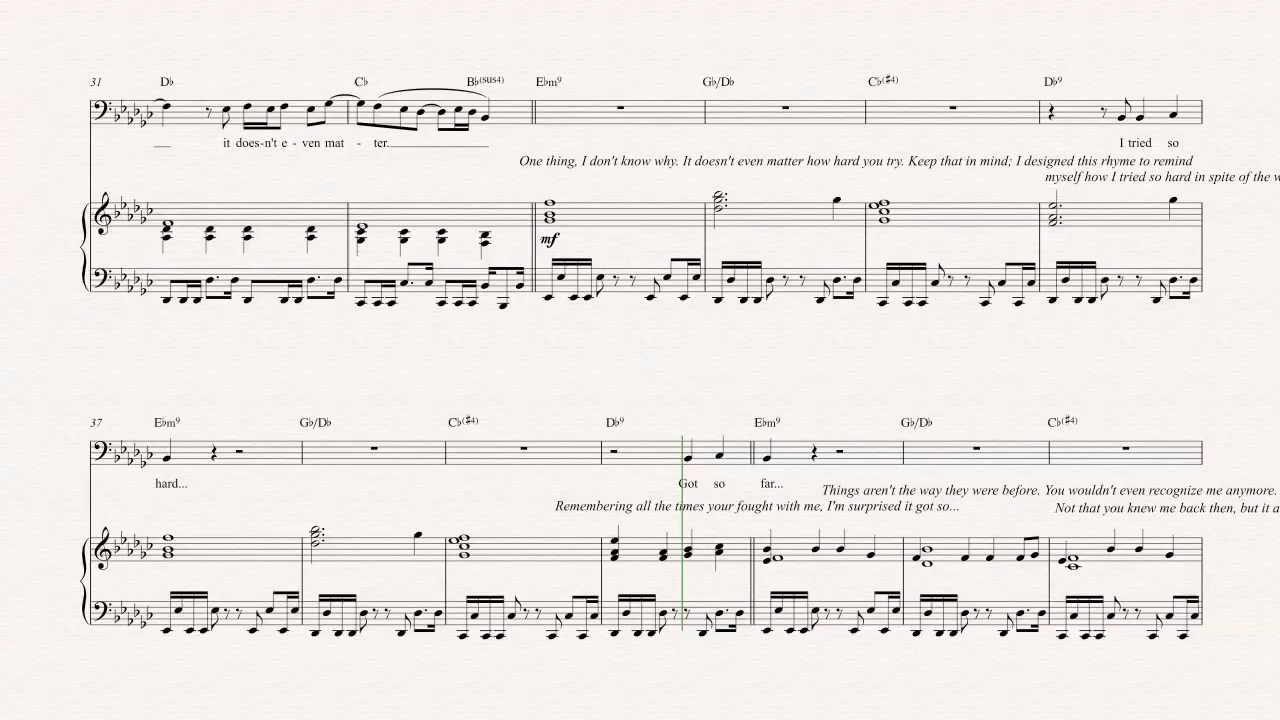 31 D♭ C♭ B♭(sus4) E♭m9 G♭/D♭ C♭(♯4) D♭9
it does-n't e - ven mat - ter. I tried so
One thing, I don't know why. It doesn't even matter how hard you try. Keep that in mind; I designed this rhyme to remind
myself how I tried so hard in spite of the w
mf
37 E♭m9 G♭/D♭ C♭(♯4) D♭9 E♭m9 G♭/D♭ C♭(♯4)
hard... Got so far...
Things aren't the way they were before. You wouldn't even recognize me anymore.
Remembering all the times your fought with me, I'm surprised it got so... Not that you knew me back then, but it a